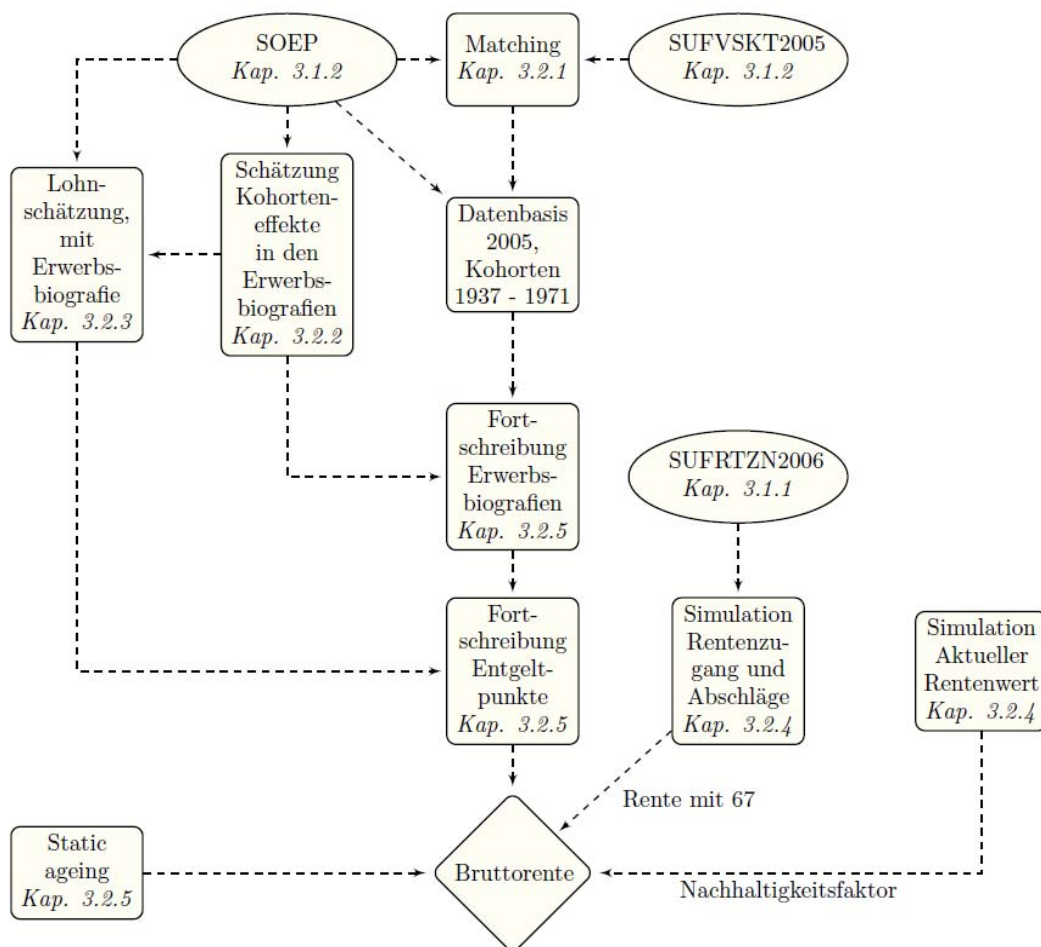 SOEP
Kap. 3.1.2
Matching
Kap. 3.2.1
SUFVSKT2005
Kap. 3.1.2
Lohn-
schätzung,
mit
Erwerbs-
biografie
Kap. 3.2.3
Schätzung
Kohorten-
effekte
in den
Erwerbs-
biografien
Kap. 3.2.2
Datenbasis
2005,
Kohorten
1937 - 1971
Fort-
schreibung
Erwerbs-
biografien
Kap. 3.2.5
SUFRTZN2006
Kap. 3.1.1
Fort-
schreibung
Entgelt-
punkte
Kap. 3.2.5
Simulation
Rentenzu-
gang und
Abschläge
Kap. 3.2.4
Simulation
Aktueller
Rentenwert
Kap. 3.2.4
Rente mit 67
Static
ageing
Kap. 3.2.5
Bruttorente
Nachhaltigkeitsfaktor